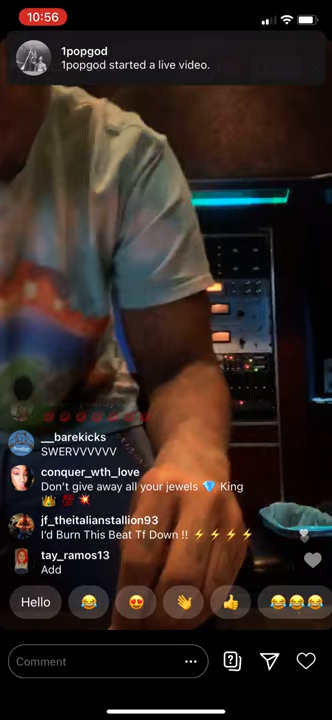 10:56
1popgod
1popgod started a live video.
__barekicks
SWERVVVVVV
conquer_wth_love
Don't give away all your jewels 💎 King
👑 💯 💥
jf_theitalianstallion93
I'd Burn This Beat Tf Down !! ⚡ ⚡ ⚡ ⚡
tay_ramos13
Add
Hello 😂 😍 👋 👍 😂😂😂
Comment